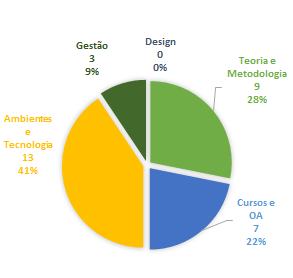 Gestão
3
9%
Design
0
0%
Teoria e
Metodologia
9
28%
Ambientes
e
Tecnologia
13
41%
Cursos e
OA
7
22%